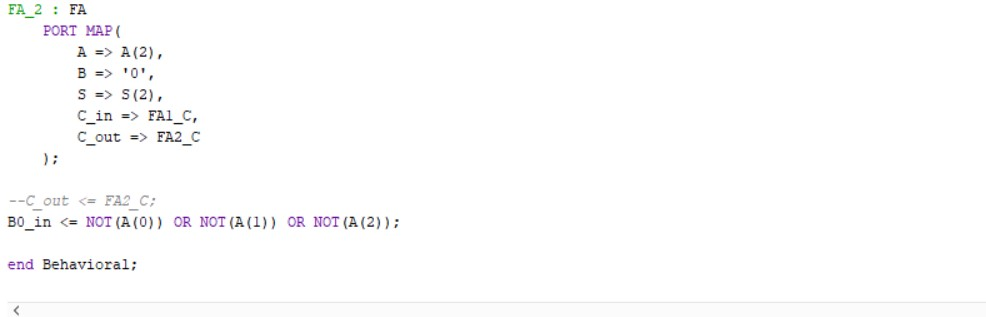 FA_2 : FA
PORT MAP(
A => A(2),
B => '0',
S => S(2),
C_in => FA1_C,
C_out => FA2_C
);
--C_out <= FA2_C;
B0_in <= NOT(A(0)) OR NOT(A(1)) OR NOT(A(2));
end Behavioral;